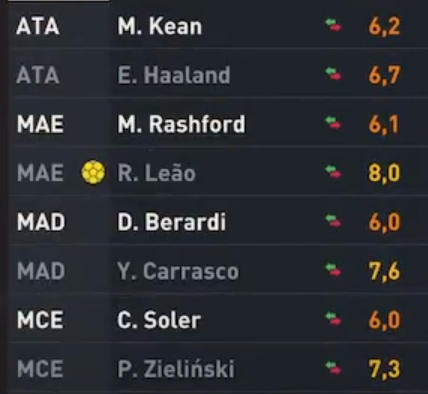 ATA M. Kean 6,2
ATA E. Haaland 6,7
MAE M. Rashford 6,1
MAE R. Leão 8,0
MAD D. Berardi 6,0
MAD Y. Carrasco 7,6
MCE C. Soler 6,0
MCE P. Zieliński 7,3